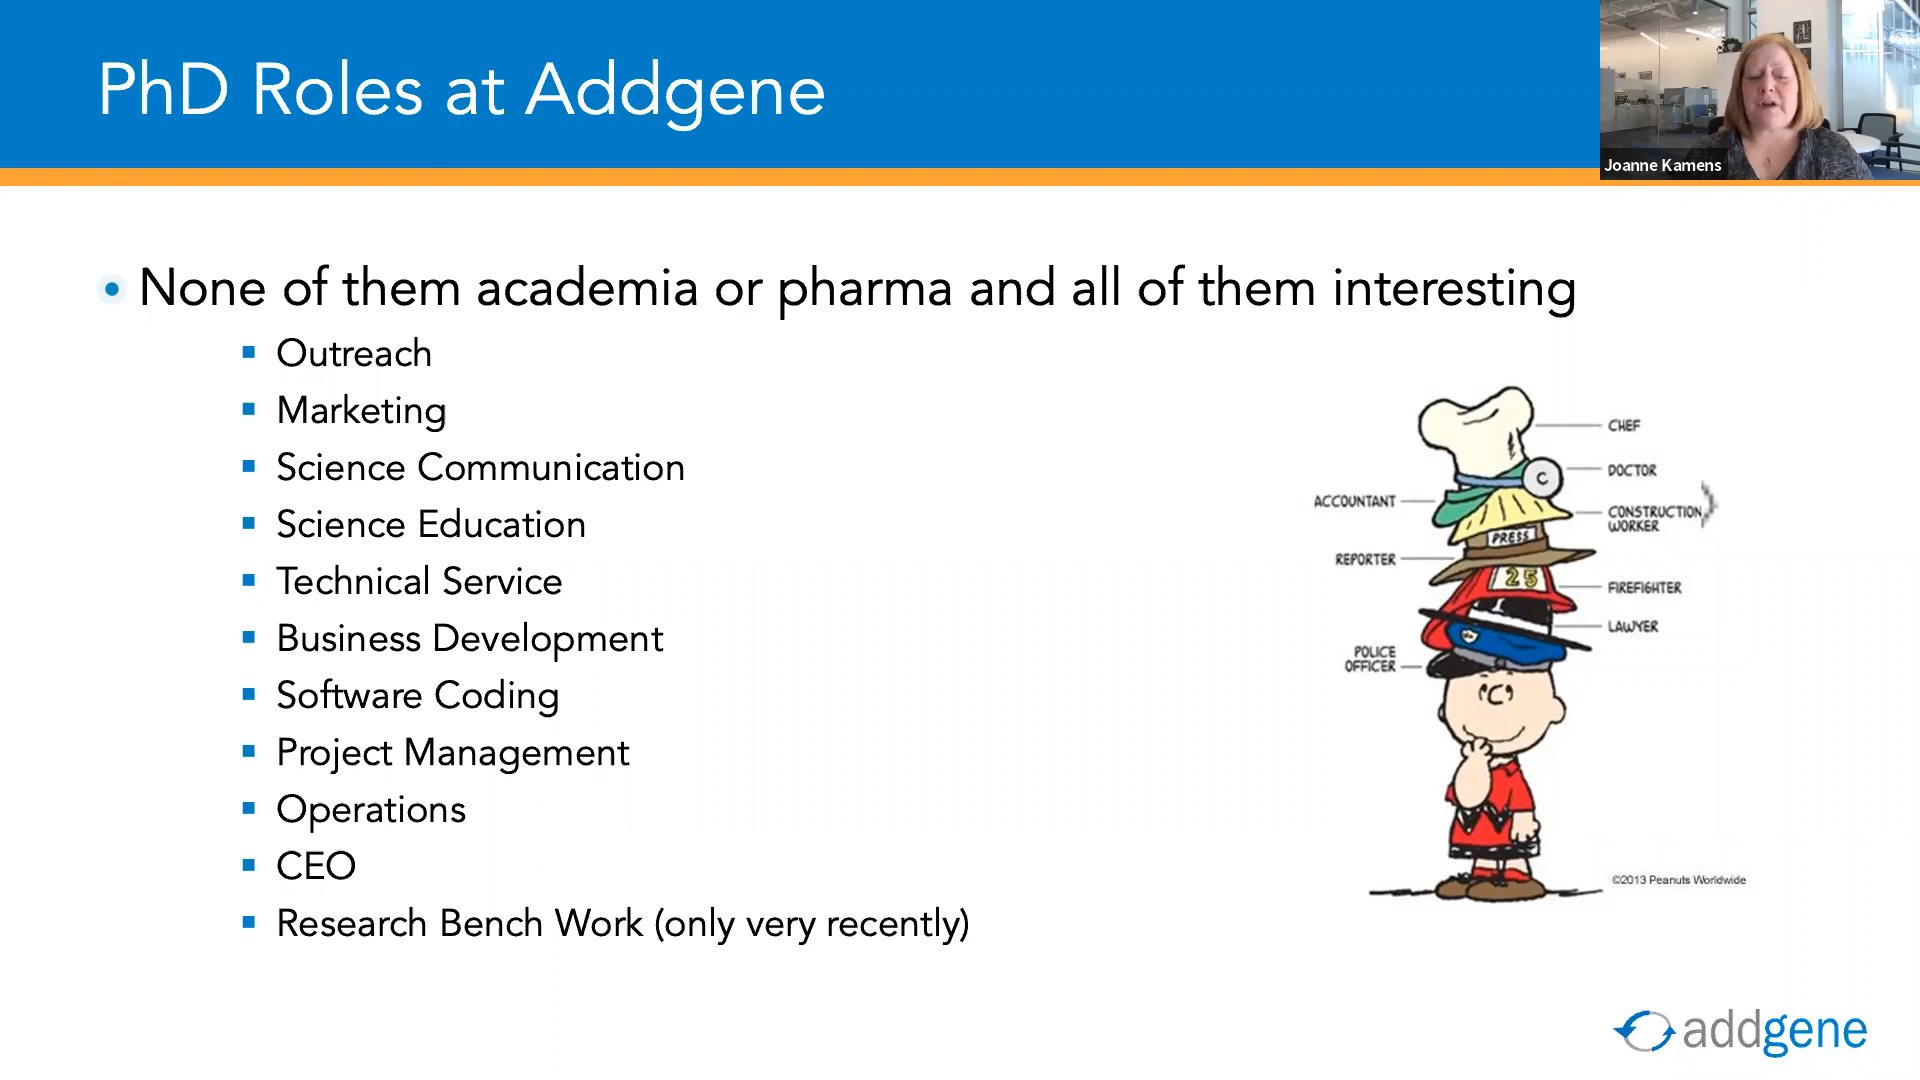 PhD Roles at Addgene
Joanne Kamens
• None of them academia or pharma and all of them interesting
▪ Outreach
▪ Marketing
▪ Science Communication
▪ Science Education
▪ Technical Service
▪ Business Development
▪ Software Coding
▪ Project Management
▪ Operations
▪ CEO
▪ Research Bench Work (only very recently)
CHEF
DOCTOR
C
ACCOUNTANT
CONSTRUCTION
WORKER
PRESS
REPORTER
25
FIREFIGHTER
LAWYER
POLICE
OFFICER
©2013 Peanuts Worldwide
addgene